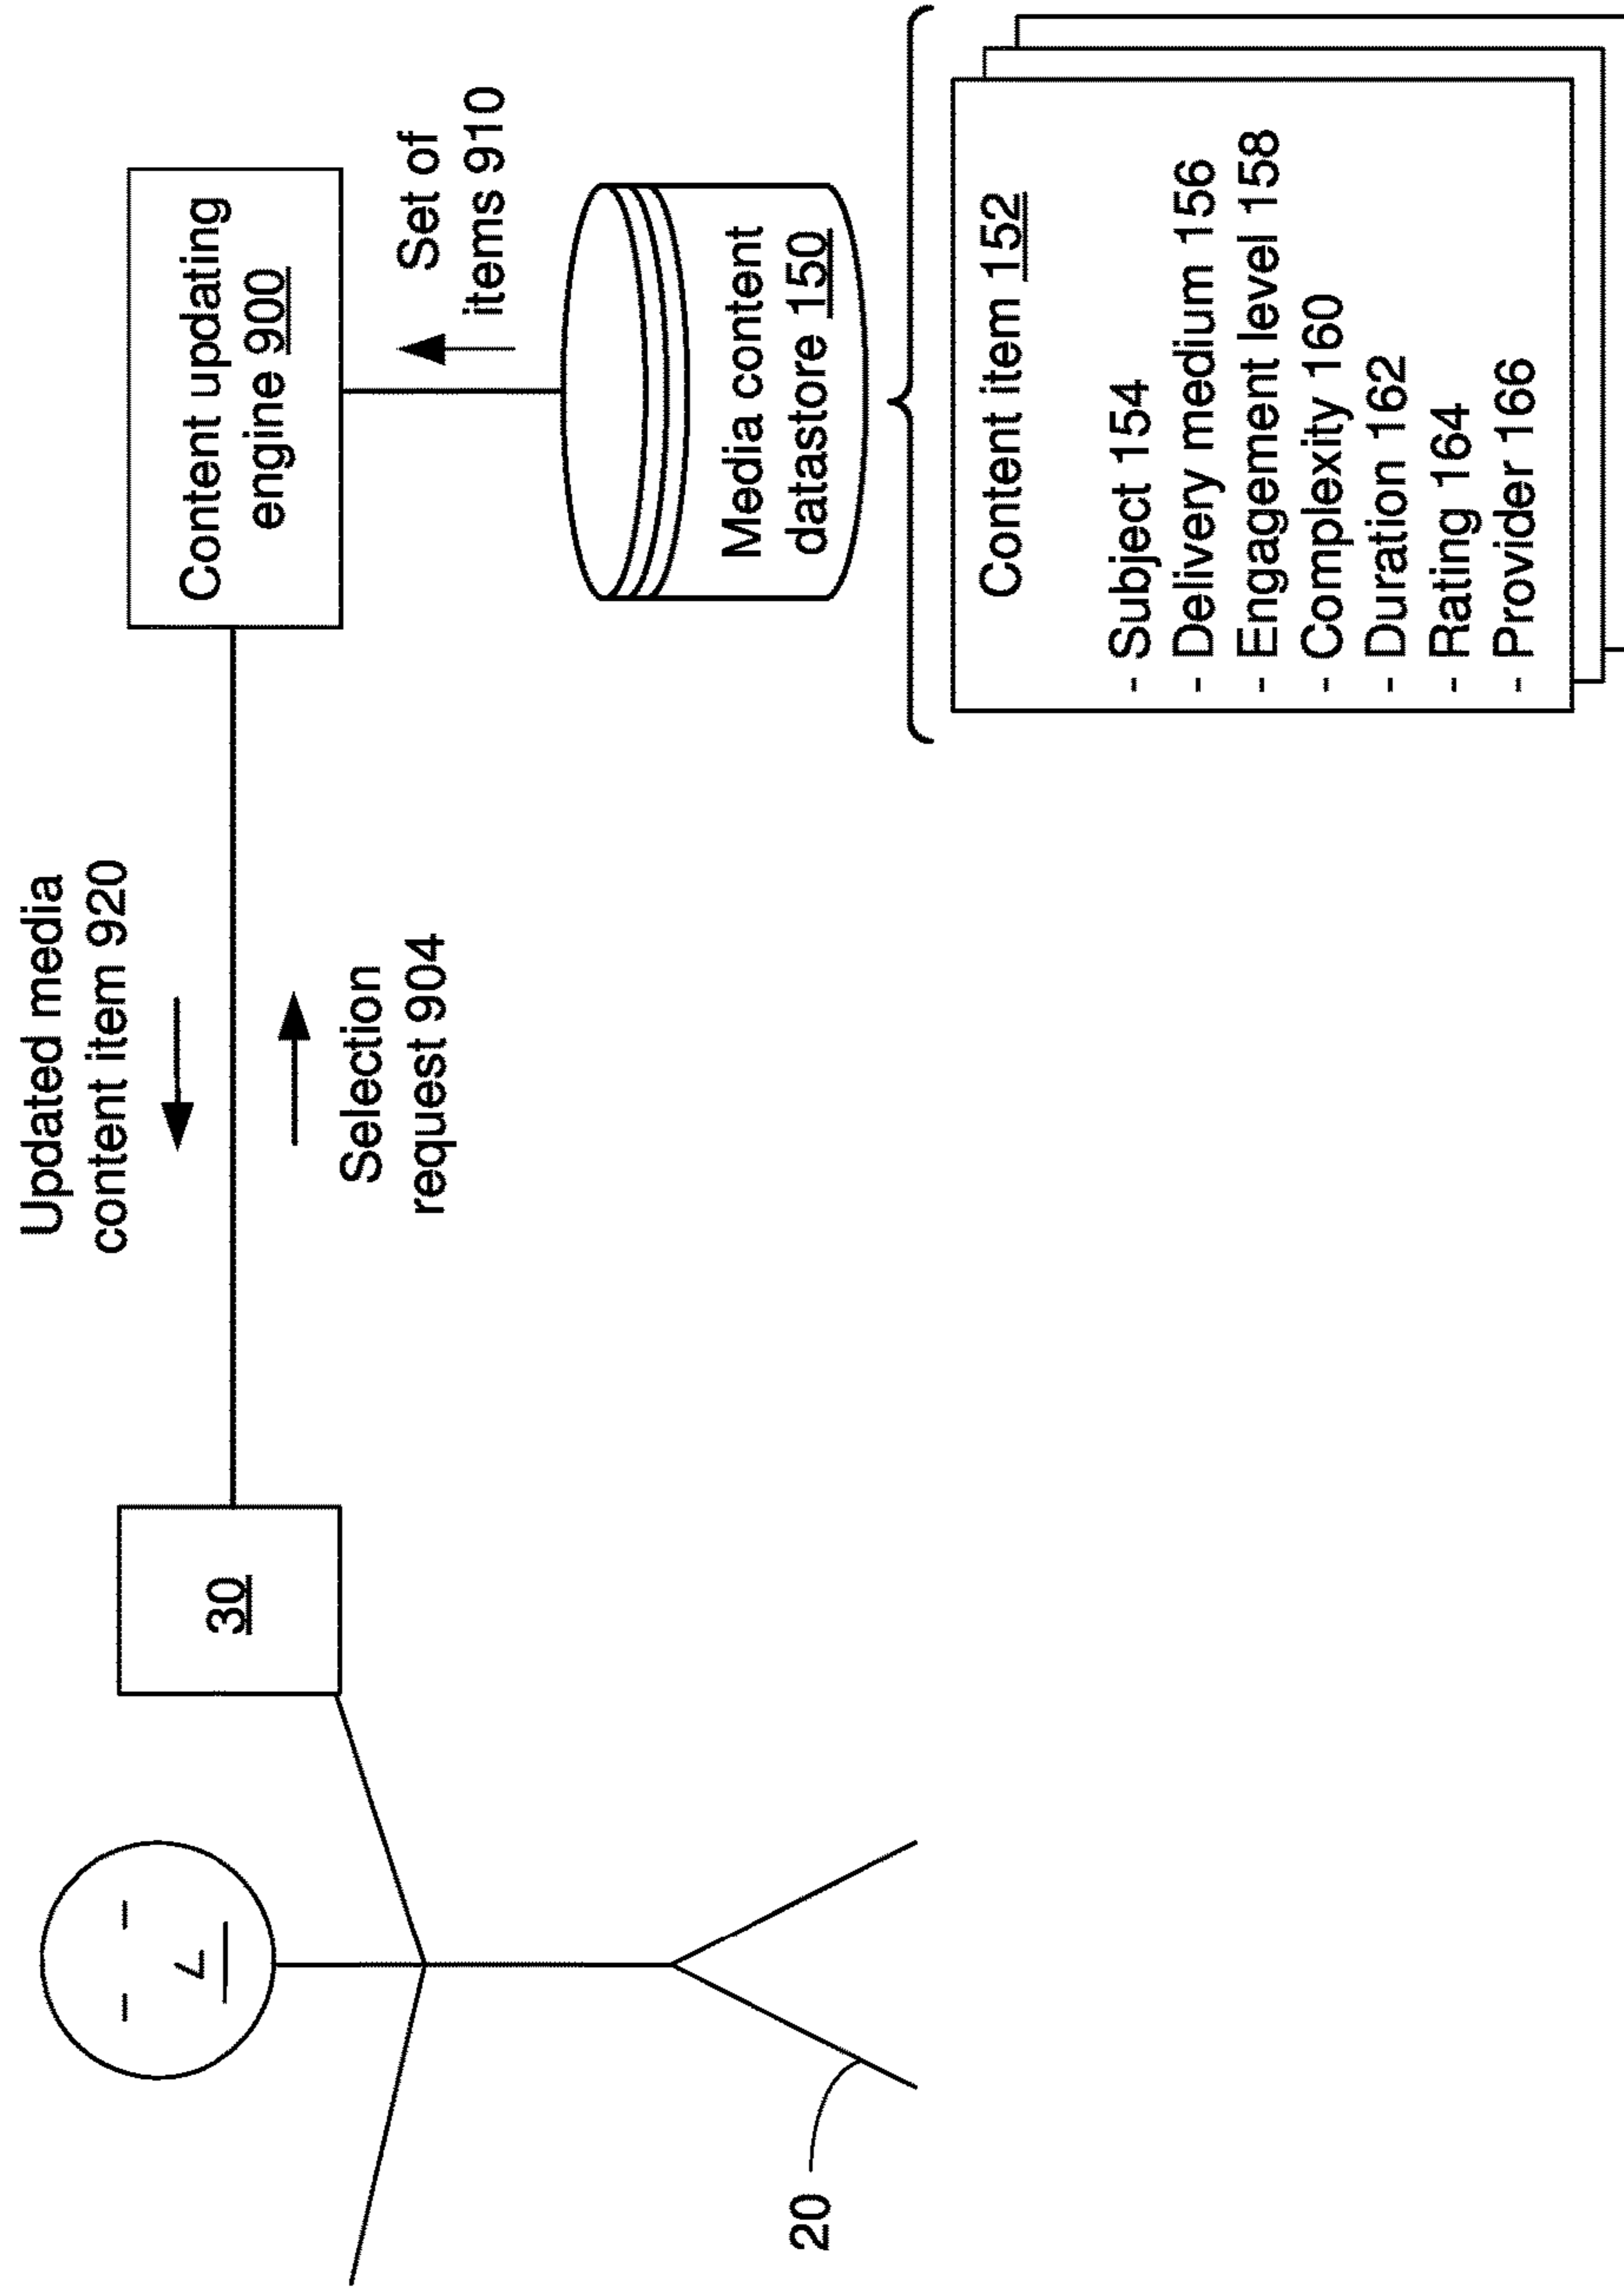 Updated media
content item 920
Selection
request 904
30
20
Content updating
engine 900
Set of
items 910
Media content
datastore 150
Content item 152
- Subject 154
- Delivery medium 156
- Engagement level 158
- Complexity 160
- Duration 162
- Rating 164
- Provider 166